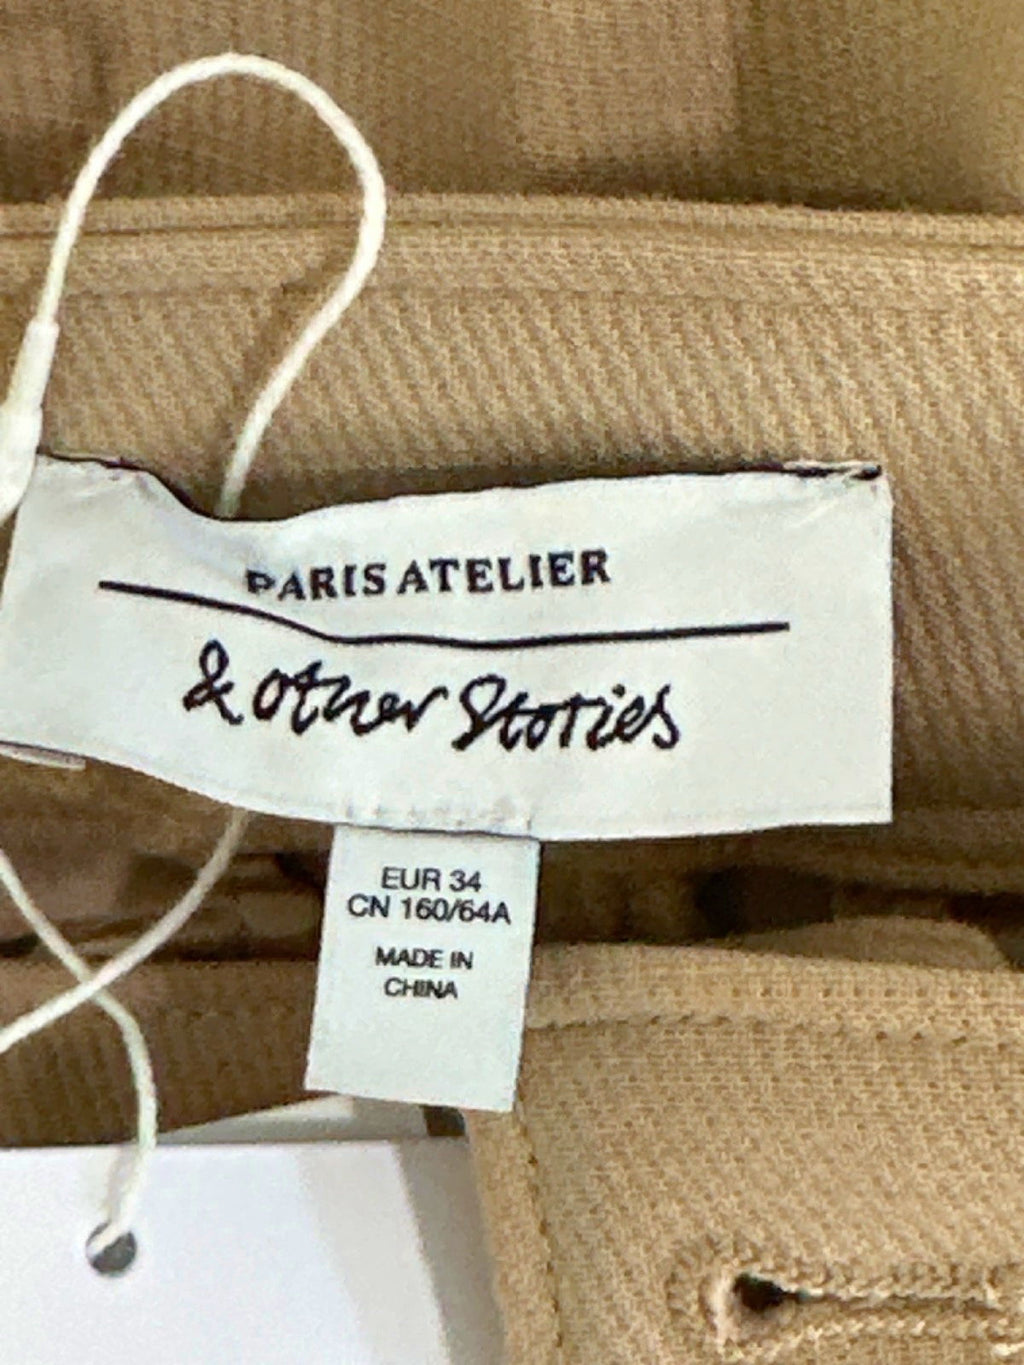 PARIS ATELIER
& other Stories
EUR 34
CN 160/64A
MADE IN
CHINA